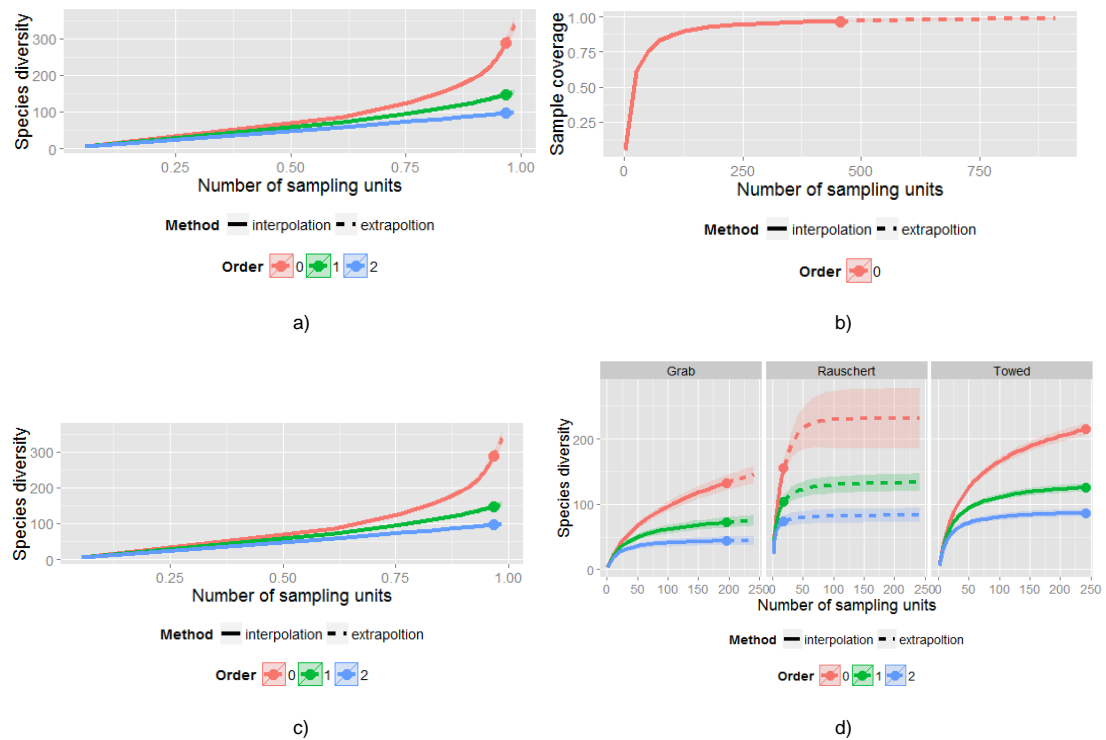 Species diversity
300
200
100
0
0.25
0.50
0.75
1.00
Number of sampling units
Method interpolation extrapoltion
Order 0 1 2
a)
Sample coverage
1.00
0.75
0.50
0.25
0
250
500
750
Number of sampling units
Method interpolation extrapoltion
Order 0
b)
Species diversity
300
200
100
0
0.25
0.50
0.75
1.00
Number of sampling units
Method interpolation extrapoltion
Order 0 1 2
c)
Grab Rauschert Towed
Species diversity
200
100
0
0 50 100 150 200 250 0 50 100 150 200 250 0 50 100 150 200 250
Number of sampling units
Method interpolation extrapoltion
Order 0 1 2
d)